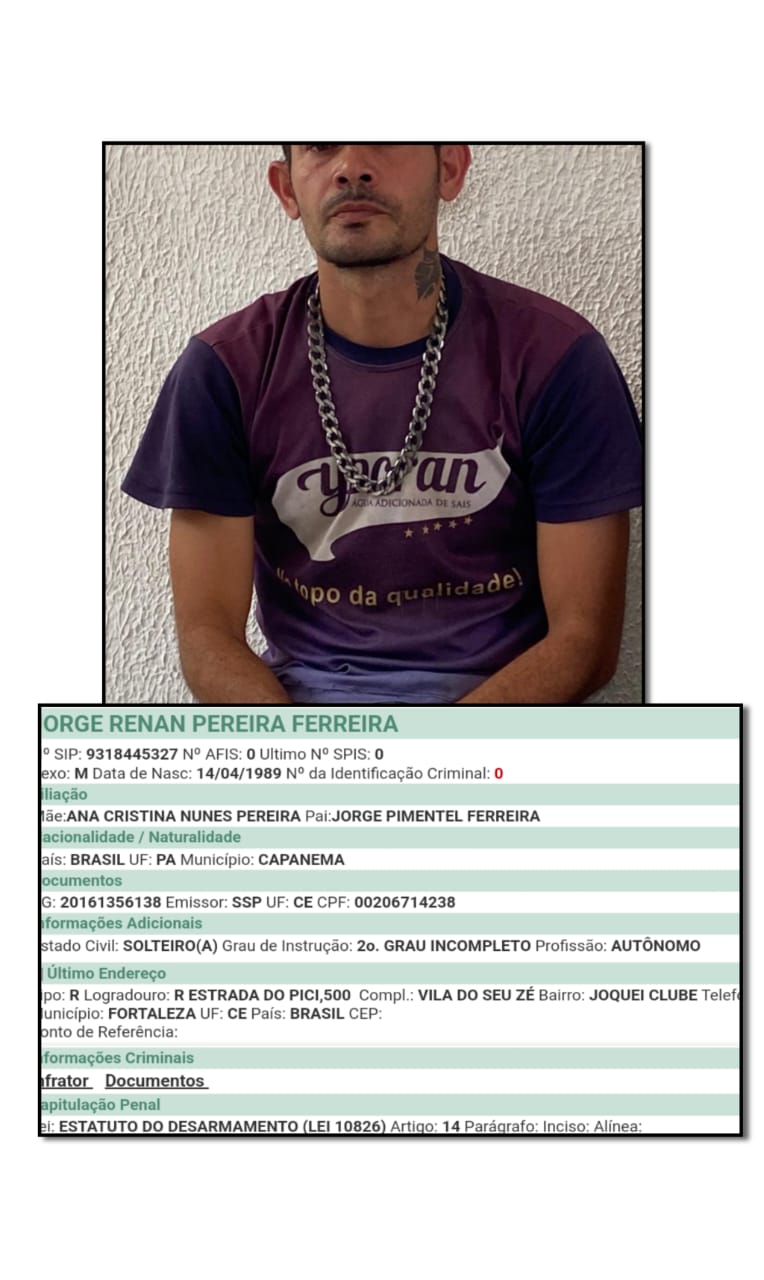 yporan
ÁGUA ADICIONADA DE SAIS
topo da qualidade!
ORGE RENAN PEREIRA FERREIRA
º SIP: 9318445327 Nº AFIS: 0 Ultimo Nº SPIS: 0
exo: M Data de Nasc: 14/04/1989 Nº da Identificação Criminal: 0
iliação
Mãe:ANA CRISTINA NUNES PEREIRA Pai:JORGE PIMENTEL FERREIRA
acionalidade / Naturalidade
aís: BRASIL UF: PA Município: CAPANEMA
ocumentos
G: 20161356138 Emissor: SSP UF: CE CPF: 00206714238
nformações Adicionais
stado Civil: SOLTEIRO(A) Grau de Instrução: 2o. GRAU INCOMPLETO Profissão: AUTÔNOMO
Último Endereço
ipo: R Logradouro: R ESTRADA DO PICI,500 Compl.: VILA DO SEU ZÉ Bairro: JOQUEI CLUBE Telefo
unicípio: FORTALEZA UF: CE País: BRASIL CEP:
onto de Referência:
nformações Criminais
nfrator Documentos
apitulação Penal
ei: ESTATUTO DO DESARMAMENTO (LEI 10826) Artigo: 14 Parágrafo: Inciso: Alínea: